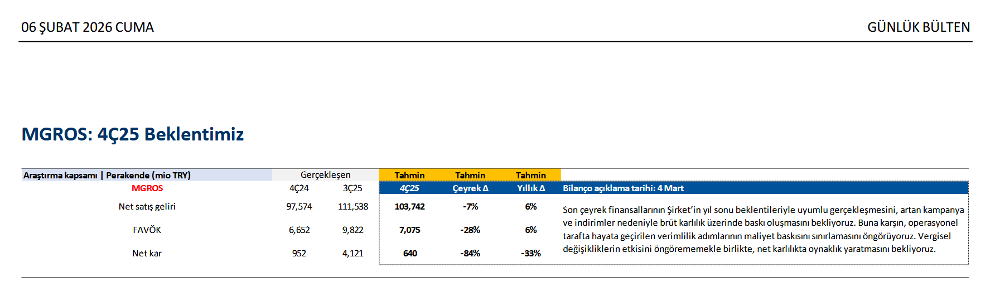 06 ŞUBAT 2026 CUMA
GÜNLÜK BÜLTEN
MGROS: 4Ç25 Beklentimiz
Araştırma kapsamı | Perakende (mio TRY) Gerçekleşen Tahmin Tahmin Tahmin
MGROS 4Ç24 3Ç25 4Ç25 Çeyrek Δ Yıllık Δ Bilanço açıklama tarihi: 4 Mart
Net satış geliri 97,574 111,538 103,742 -7% 6%
FAVÖK 6,652 9,822 7,075 -28% 6%
Net kar 952 4,121 640 -84% -33%
Son çeyrek finansallarının Şirket’in yıl sonu beklentileriyle uyumlu gerçekleşmesini, artan kampanya
ve indirimler nedeniyle brüt karlılık üzerinde baskı oluşmasını bekliyoruz. Buna karşın, operasyonel
tarafta hayata geçirilen verimlilik adımlarının maliyet baskısını sınırlamasını öngörüyoruz. Vergisel
değişikliklerin etkisini öngörememekle birlikte, net karlılıkta oynaklık yaratmasını bekliyoruz.